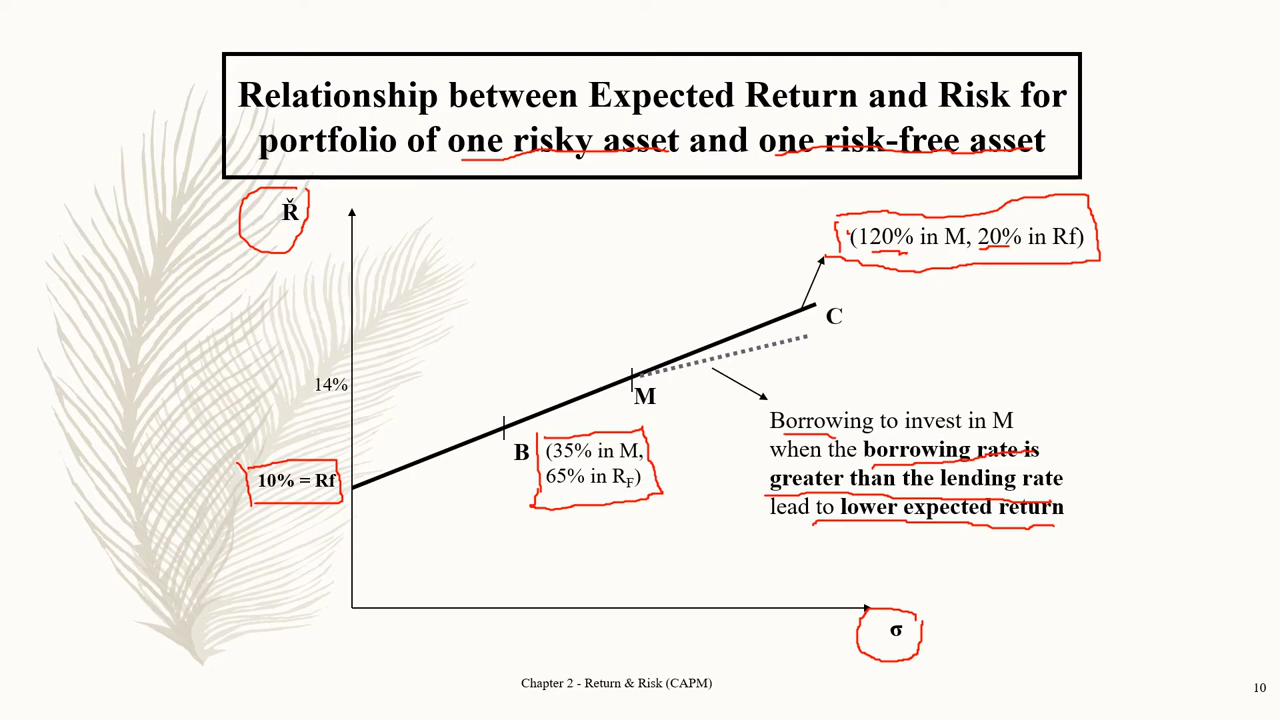 Relationship between Expected Return and Risk for
portfolio of one risky asset and one risk-free asset
Ř
(120% in M, 20% in Rf)
C
14%
M
B
(35% in M,
65% in RF)
10% = Rf
Borrowing to invest in M
when the borrowing rate is
greater than the lending rate
lead to lower expected return
σ
Chapter 2 - Return & Risk (CAPM)
10